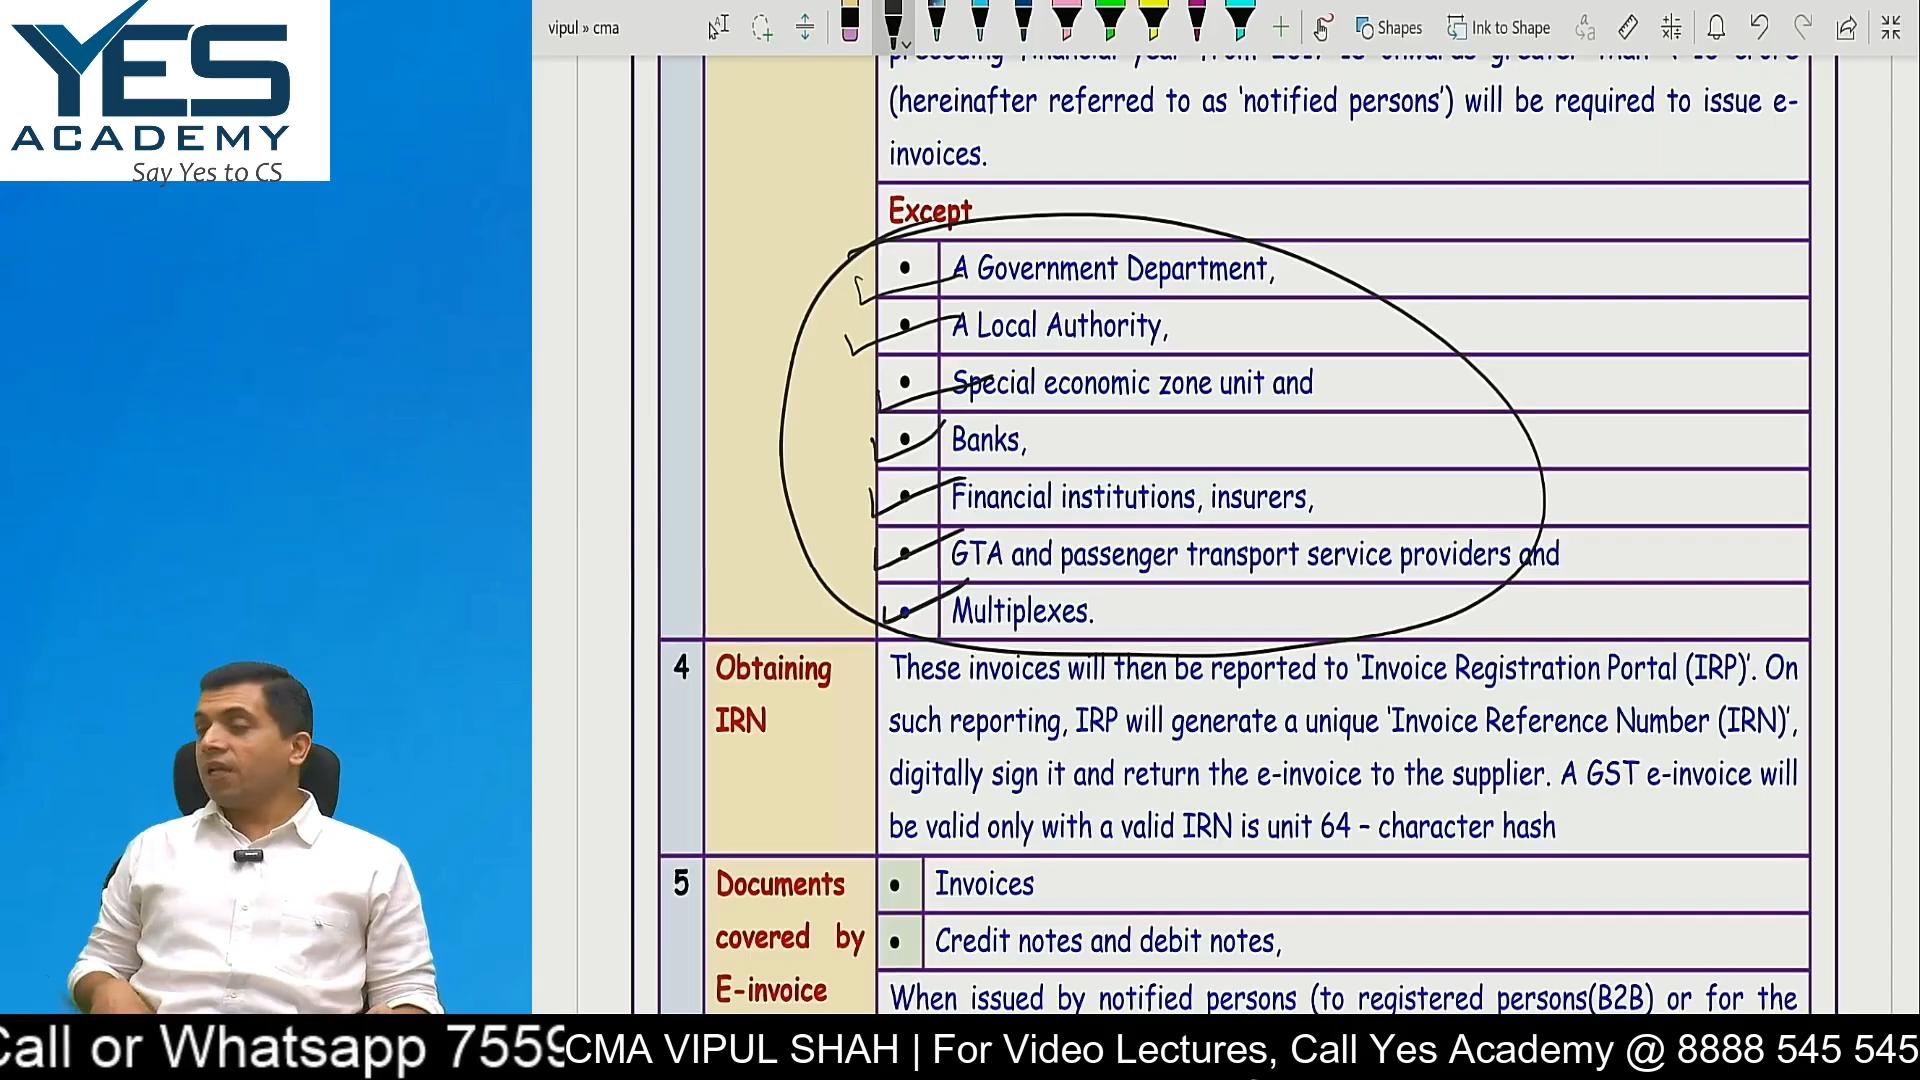 YES
ACADEMY
Say Yes to CS
vipul » cma
Shapes
Ink to Shape
(hereinafter referred to as ‘notified persons’) will be required to issue e-
invoices.
Except
• A Government Department,
• A Local Authority,
• Special economic zone unit and
• Banks,
• Financial institutions, insurers,
• GTA and passenger transport service providers and
• Multiplexes.
4 Obtaining IRN
These invoices will then be reported to ‘Invoice Registration Portal (IRP)’. On
such reporting, IRP will generate a unique ‘Invoice Reference Number (IRN)’,
digitally sign it and return the e-invoice to the supplier. A GST e-invoice will
be valid only with a valid IRN is unit 64 – character hash
5 Documents covered by E-invoice
• Invoices
• Credit notes and debit notes,
When issued by notified persons (to registered persons(B2B) or for the
Call or Whatsapp 7559
CMA VIPUL SHAH | For Video Lectures, Call Yes Academy @ 8888 545 545